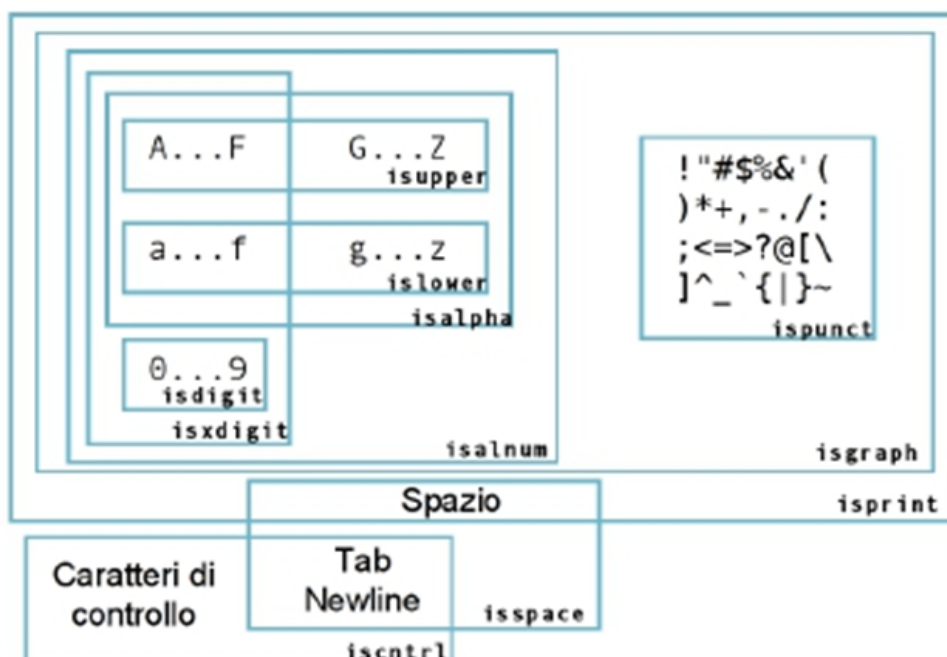 A...F G...Z
isupper
a...f g...z
islower
isalpha
0...9
isdigit
isxdigit
isalnum
!"#$%&'(
)*+,-./:
;<=>?@[\
]^_`{|}~
ispunct
isgraph
isprint
Spazio
Tab
Newline
isspace
Caratteri di
controllo
iscntrl